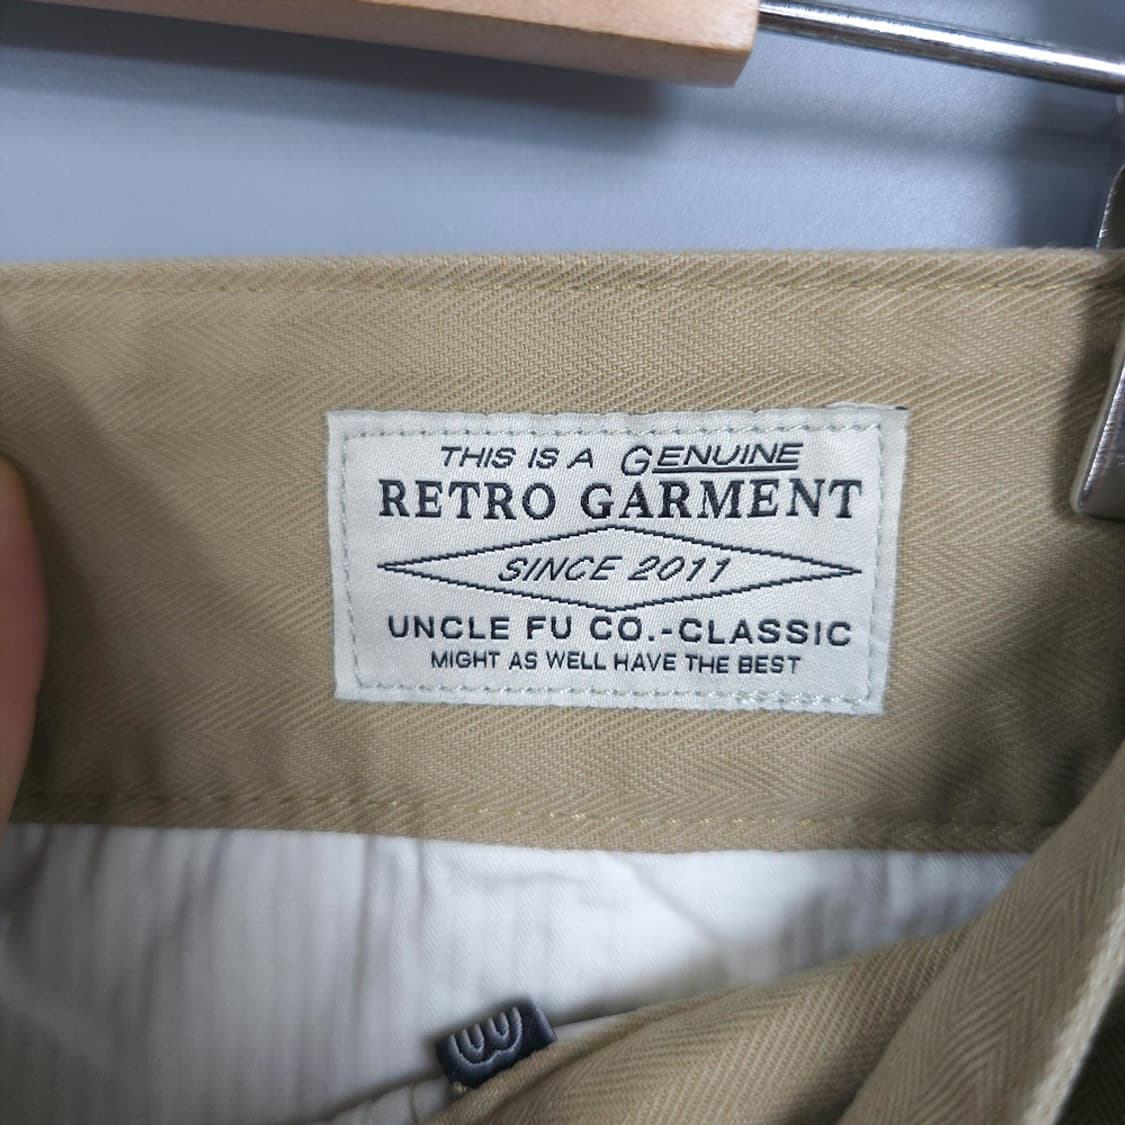 THIS IS A GENUINE
RETRO GARMENT
SINCE 2011
UNCLE FU CO.-CLASSIC
MIGHT AS WELL HAVE THE BEST